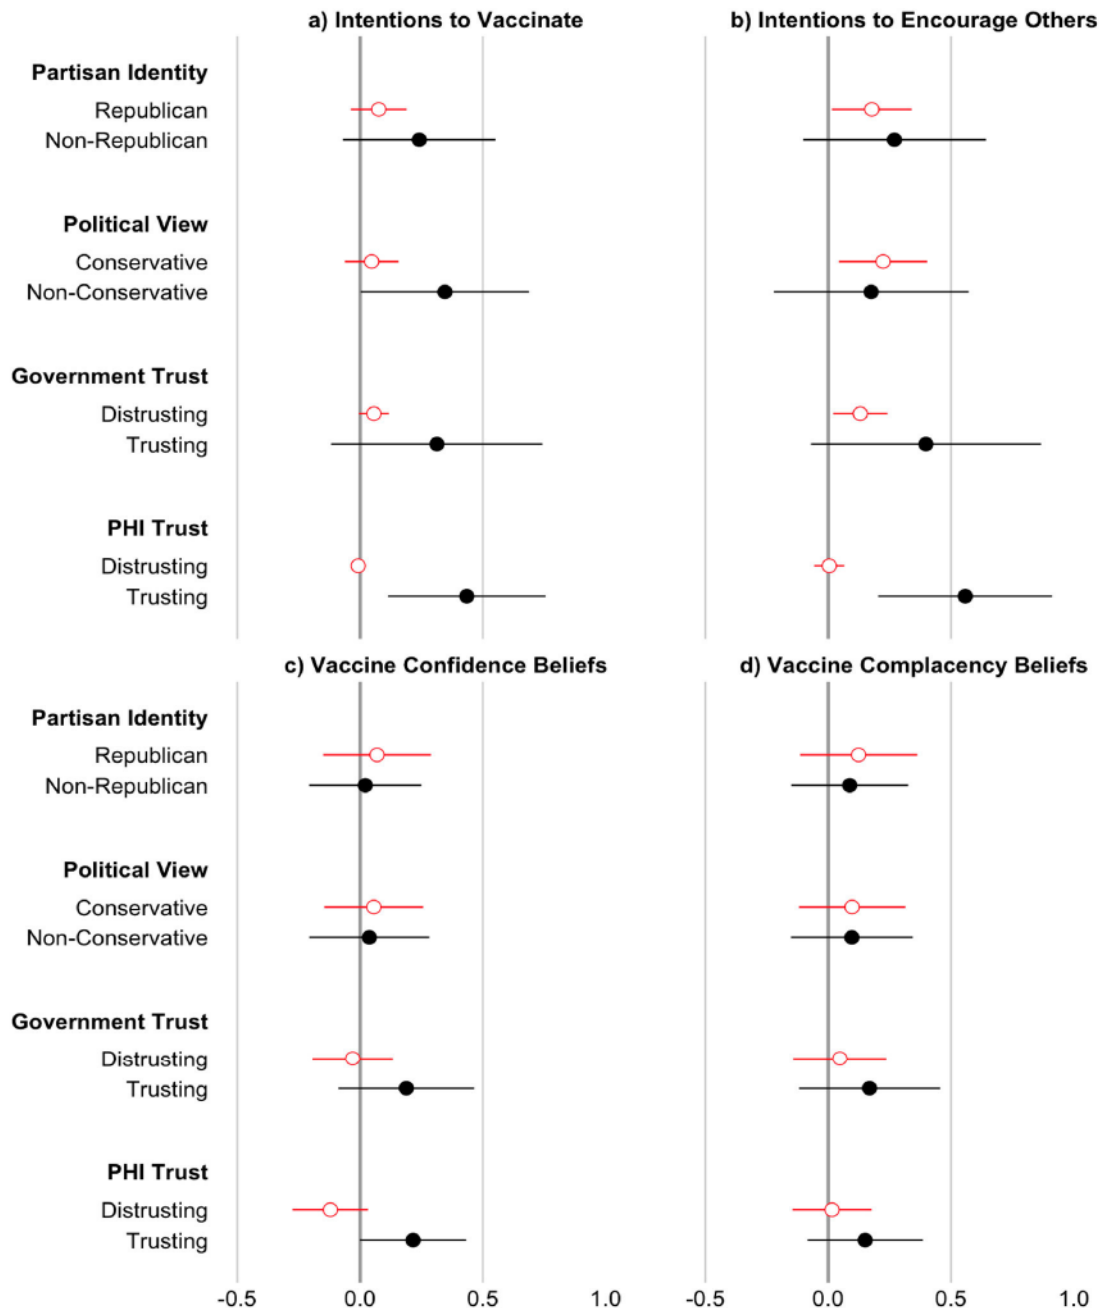 a) Intentions to Vaccinate
b) Intentions to Encourage Others
Partisan Identity
Republican
Non-Republican
Political View
Conservative
Non-Conservative
Government Trust
Distrusting
Trusting
PHI Trust
Distrusting
Trusting
c) Vaccine Confidence Beliefs
d) Vaccine Complacency Beliefs
Partisan Identity
Republican
Non-Republican
Political View
Conservative
Non-Conservative
Government Trust
Distrusting
Trusting
PHI Trust
Distrusting
Trusting
-0.5 0.0 0.5 1.0
-0.5 0.0 0.5 1.0